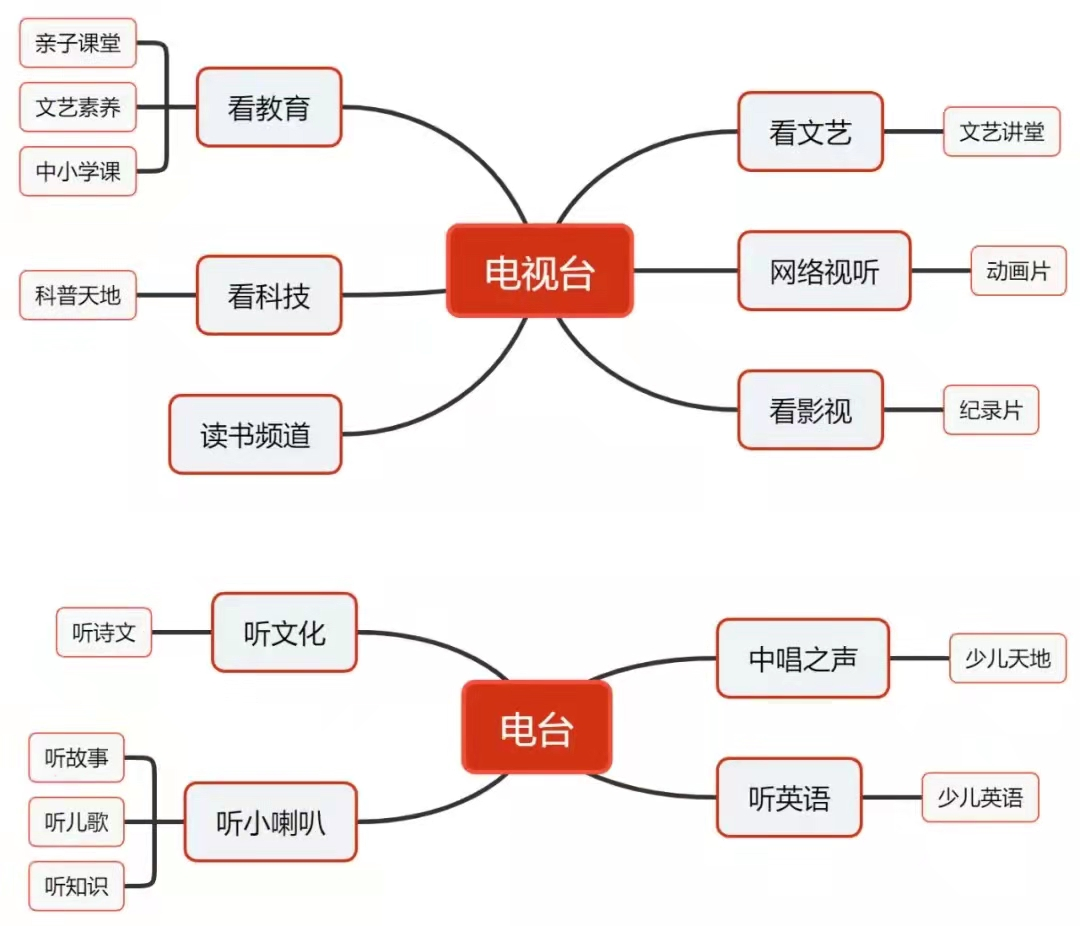 亲子课堂
文艺素养
中小学课
看教育
科普天地
看科技
读书频道
电视台
看文艺
文艺讲堂
网络视听
动画片
看影视
纪录片
听诗文
听文化
听故事
听儿歌
听知识
听小喇叭
电台
中唱之声
少儿天地
听英语
少儿英语